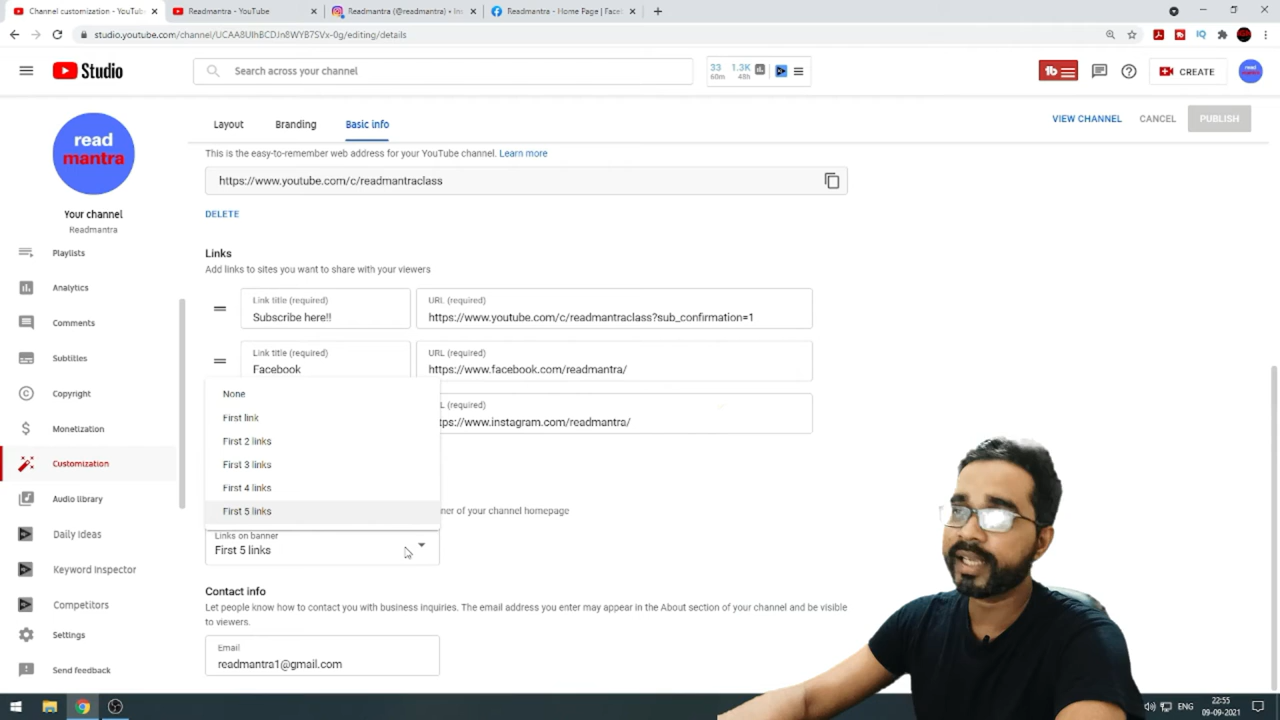 Channel customization - YouTu
Readmantra - YouTube
Readmantra (@readmantra) • Ins
Readmantra - Home Page | Face
studio.youtube.com/channel/UCAA8UIhBCDJn8WYB7SVx-0g/editing/details
Studio
Search across your channel
33
60m
1.3K
48h
CREATE
read
mantra
read
mantra
Your channel
Readmantra
Playlists
Analytics
Comments
Subtitles
Copyright
Monetization
Customization
Audio library
Daily Ideas
Keyword Inspector
Competitors
Settings
Send feedback
Layout
Branding
Basic info
VIEW CHANNEL
CANCEL
PUBLISH
This is the easy-to-remember web address for your YouTube channel. Learn more
https://www.youtube.com/c/readmantraclass
DELETE
Links
Add links to sites you want to share with your viewers
Link title (required)
Subscribe here!!
URL (required)
https://www.youtube.com/c/readmantraclass?sub_confirmation=1
Link title (required)
Facebook
URL (required)
https://www.facebook.com/readmantra/
(required)
tps://www.instagram.com/readmantra/
None
First link
First 2 links
First 3 links
First 4 links
First 5 links
ner of your channel homepage
Links on banner
First 5 links
Contact info
Let people know how to contact you with business inquiries. The email address you enter may appear in the About section of your channel and be visible
to viewers.
Email
readmantra1@gmail.com
ENG
22:55
09-09-2021